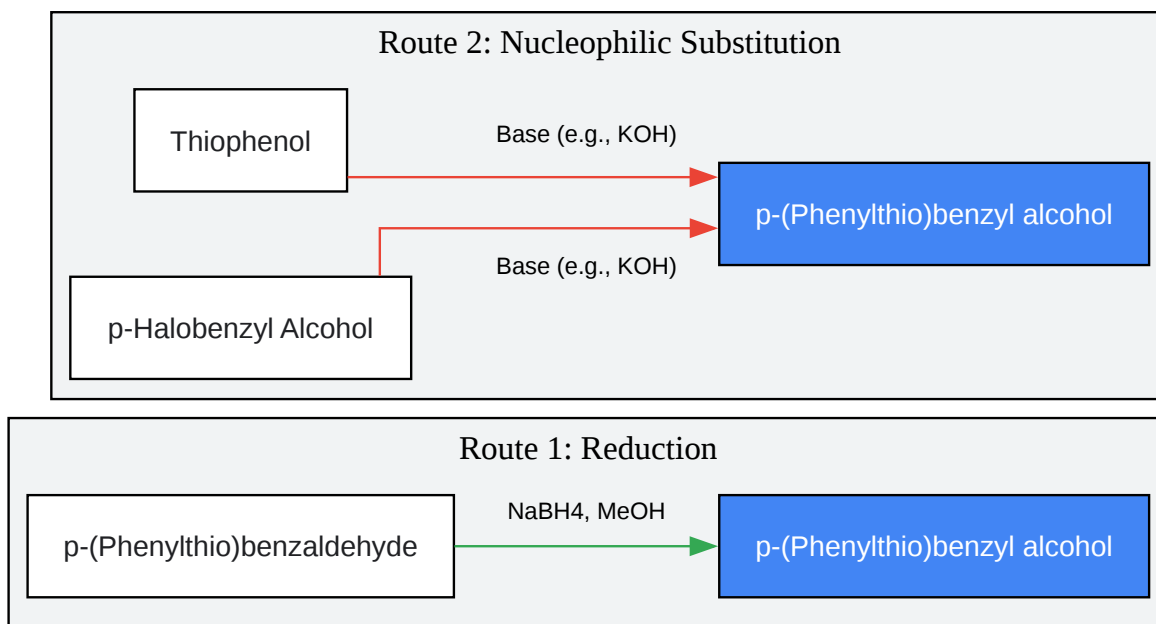 Route 2: Nucleophilic Substitution
Thiophenol
Base (e.g., KOH)
p-(Phenylthio)benzyl alcohol
Base (e.g., KOH)
p-Halobenzyl Alcohol
Route 1: Reduction
p-(Phenylthio)benzaldehyde
NaBH4, MeOH
p-(Phenylthio)benzyl alcohol